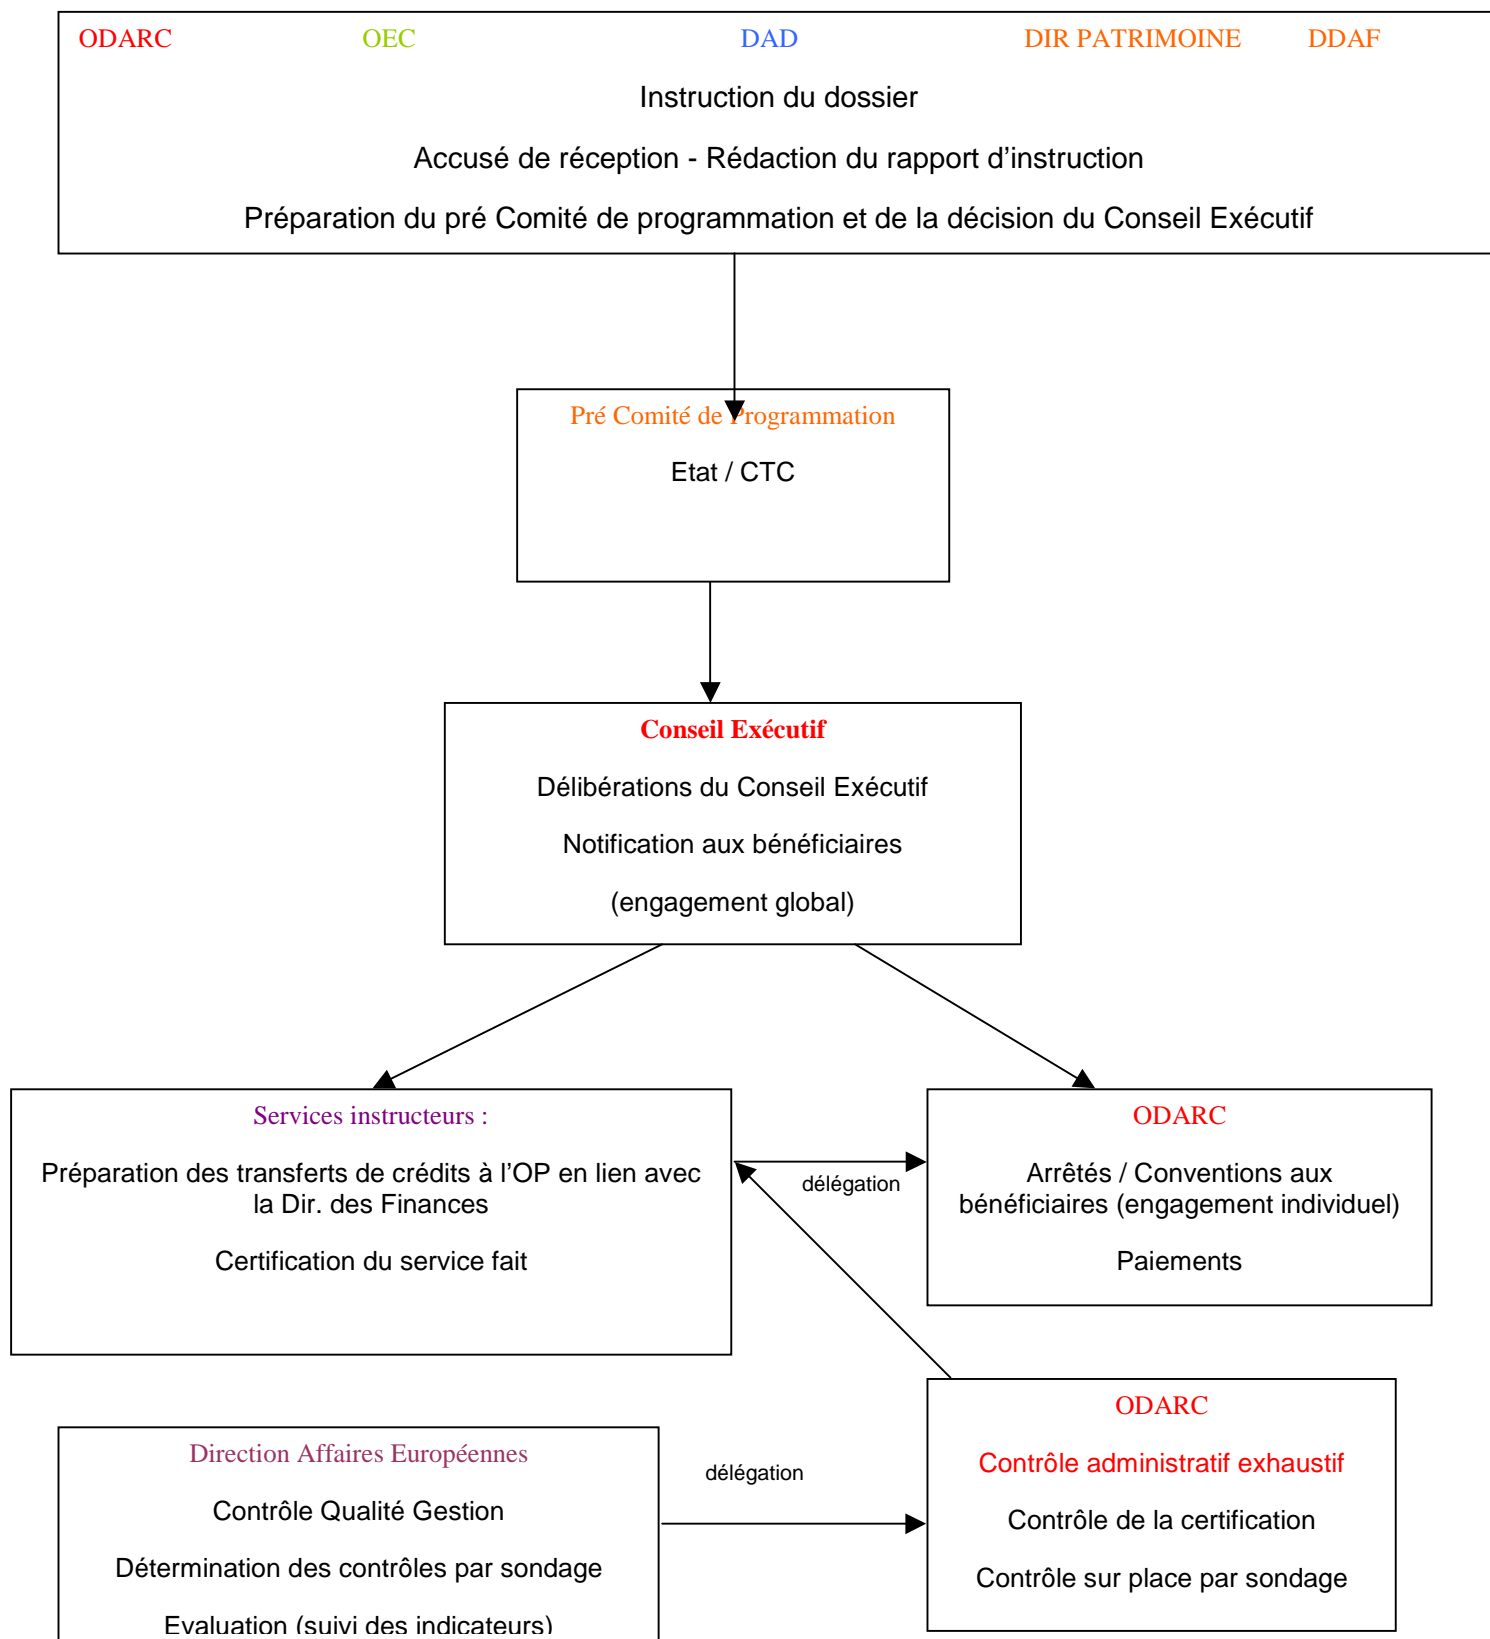 ODARC OEC DAD DIR PATRIMOINE DDAF
Instruction du dossier
Accusé de réception - Rédaction du rapport d'instruction
Préparation du pré Comité de programmation et de la décision du Conseil Exécutif
Pré Comité de Programmation
Etat / CTC
Conseil Exécutif
Délibérations du Conseil Exécutif
Notification aux bénéficiaires
(engagement global)
Services instructeurs :
Préparation des transferts de crédits à l'OP en lien avec
la Dir. des Finances
Certification du service fait
délégation
ODARC
Arrêtés / Conventions aux
bénéficiaires (engagement individuel)
Paiements
Direction Affaires Européennes
Contrôle Qualité Gestion
Détermination des contrôles par sondage
Evaluation (suivi des indicateurs)
délégation
ODARC
Contrôle administratif exhaustif
Contrôle de la certification
Contrôle sur place par sondage